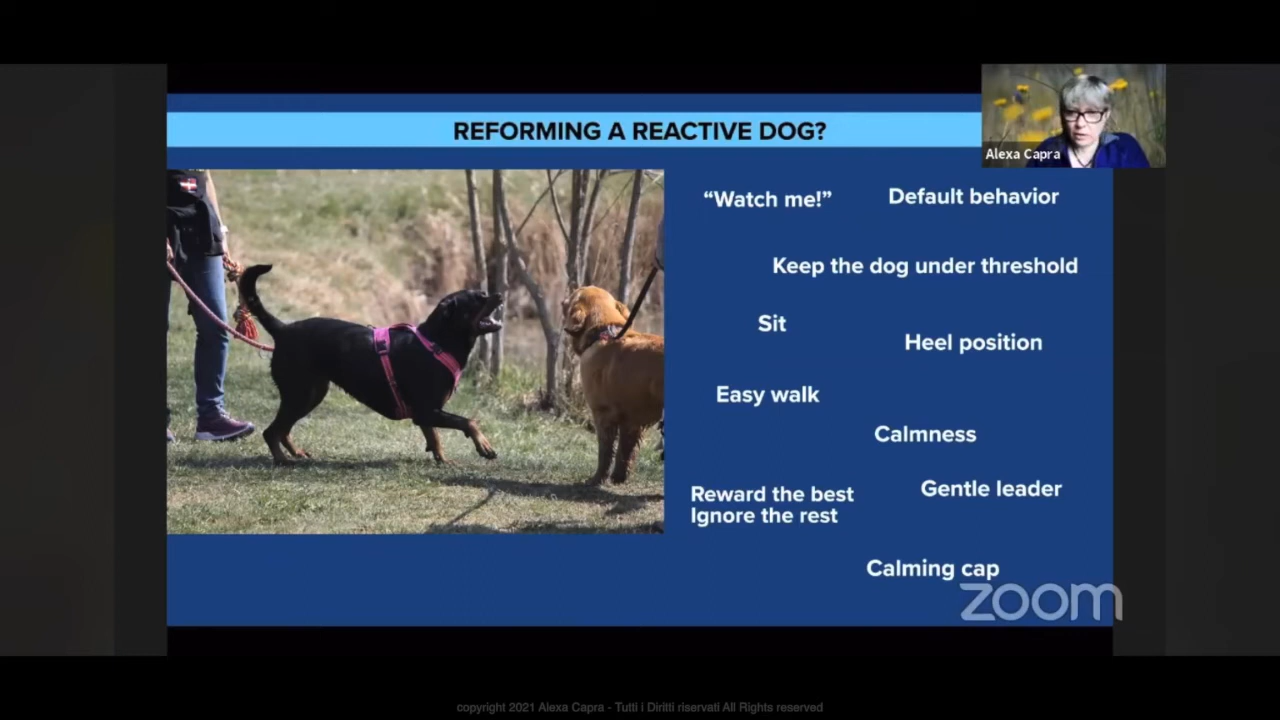 REFORMING A REACTIVE DOG?
Alexa Capra
“Watch me!”
Default behavior
Keep the dog under threshold
Sit
Heel position
Easy walk
Calmness
Reward the best
Ignore the rest
Gentle leader
Calming cap
zoom
copyright 2021 Alexa Capra - Tutti i Diritti riservati All Rights reserved